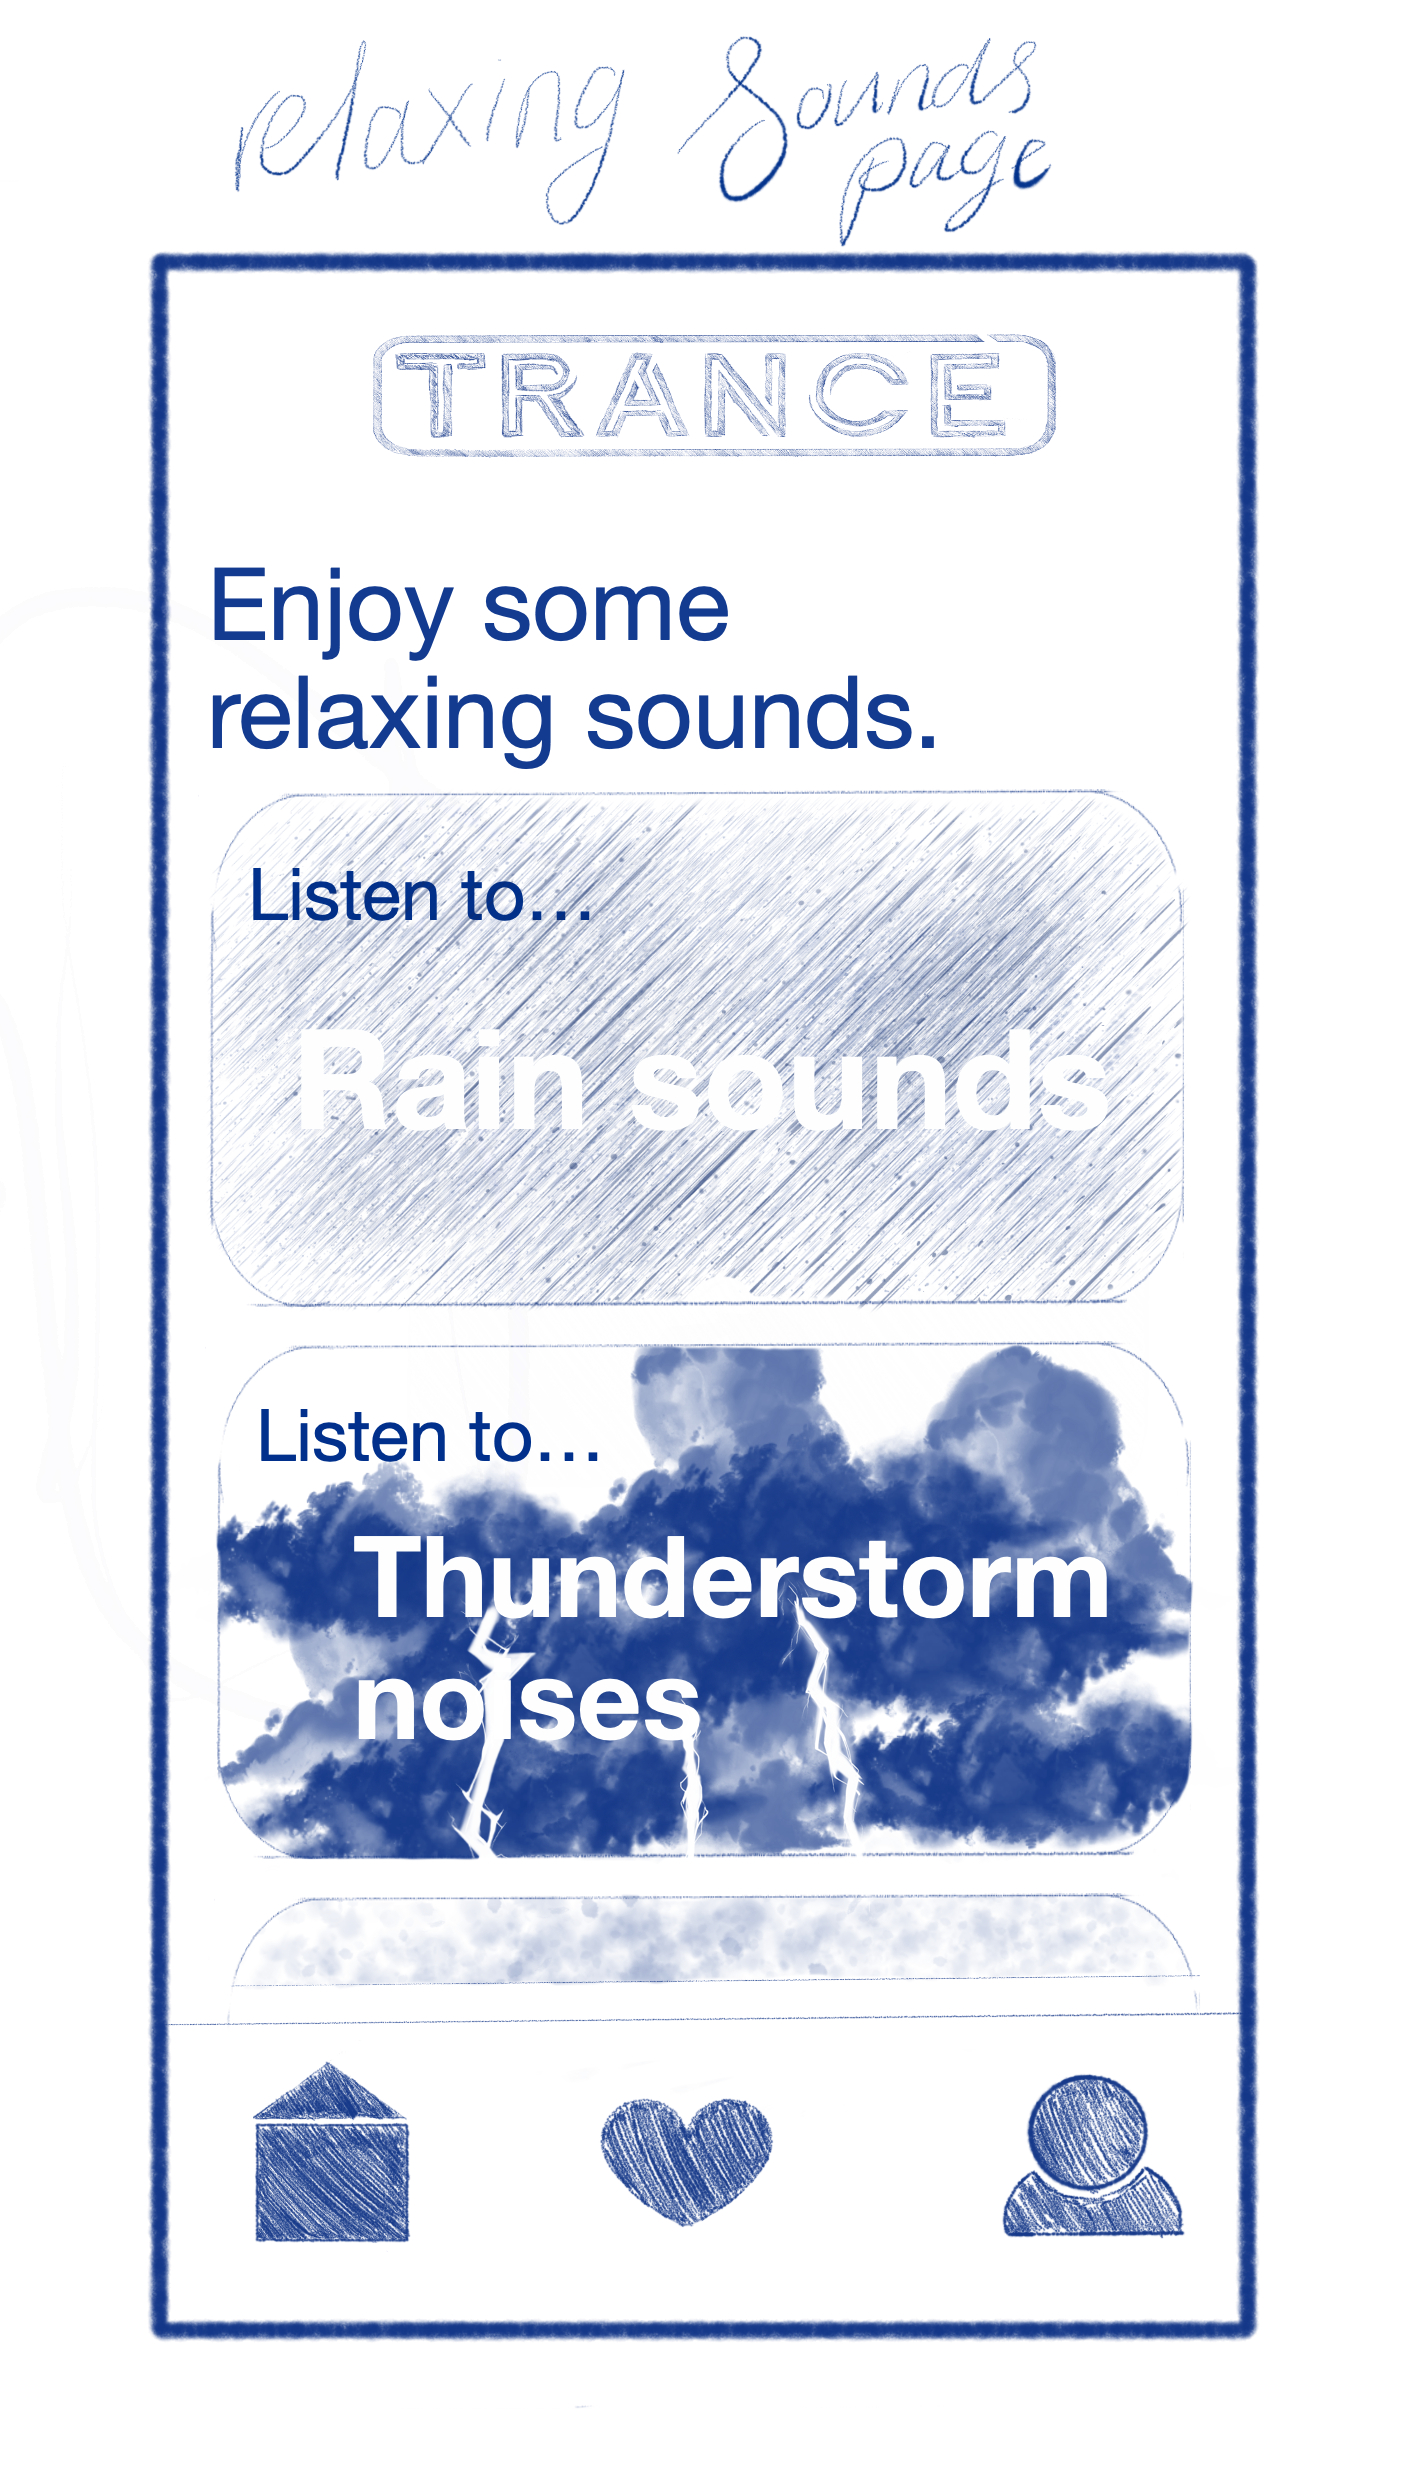 relaxing sounds
page
TRANCE
Enjoy some
relaxing sounds.
Listen to...
Rain sounds
Listen to...
Thunderstorm
noises